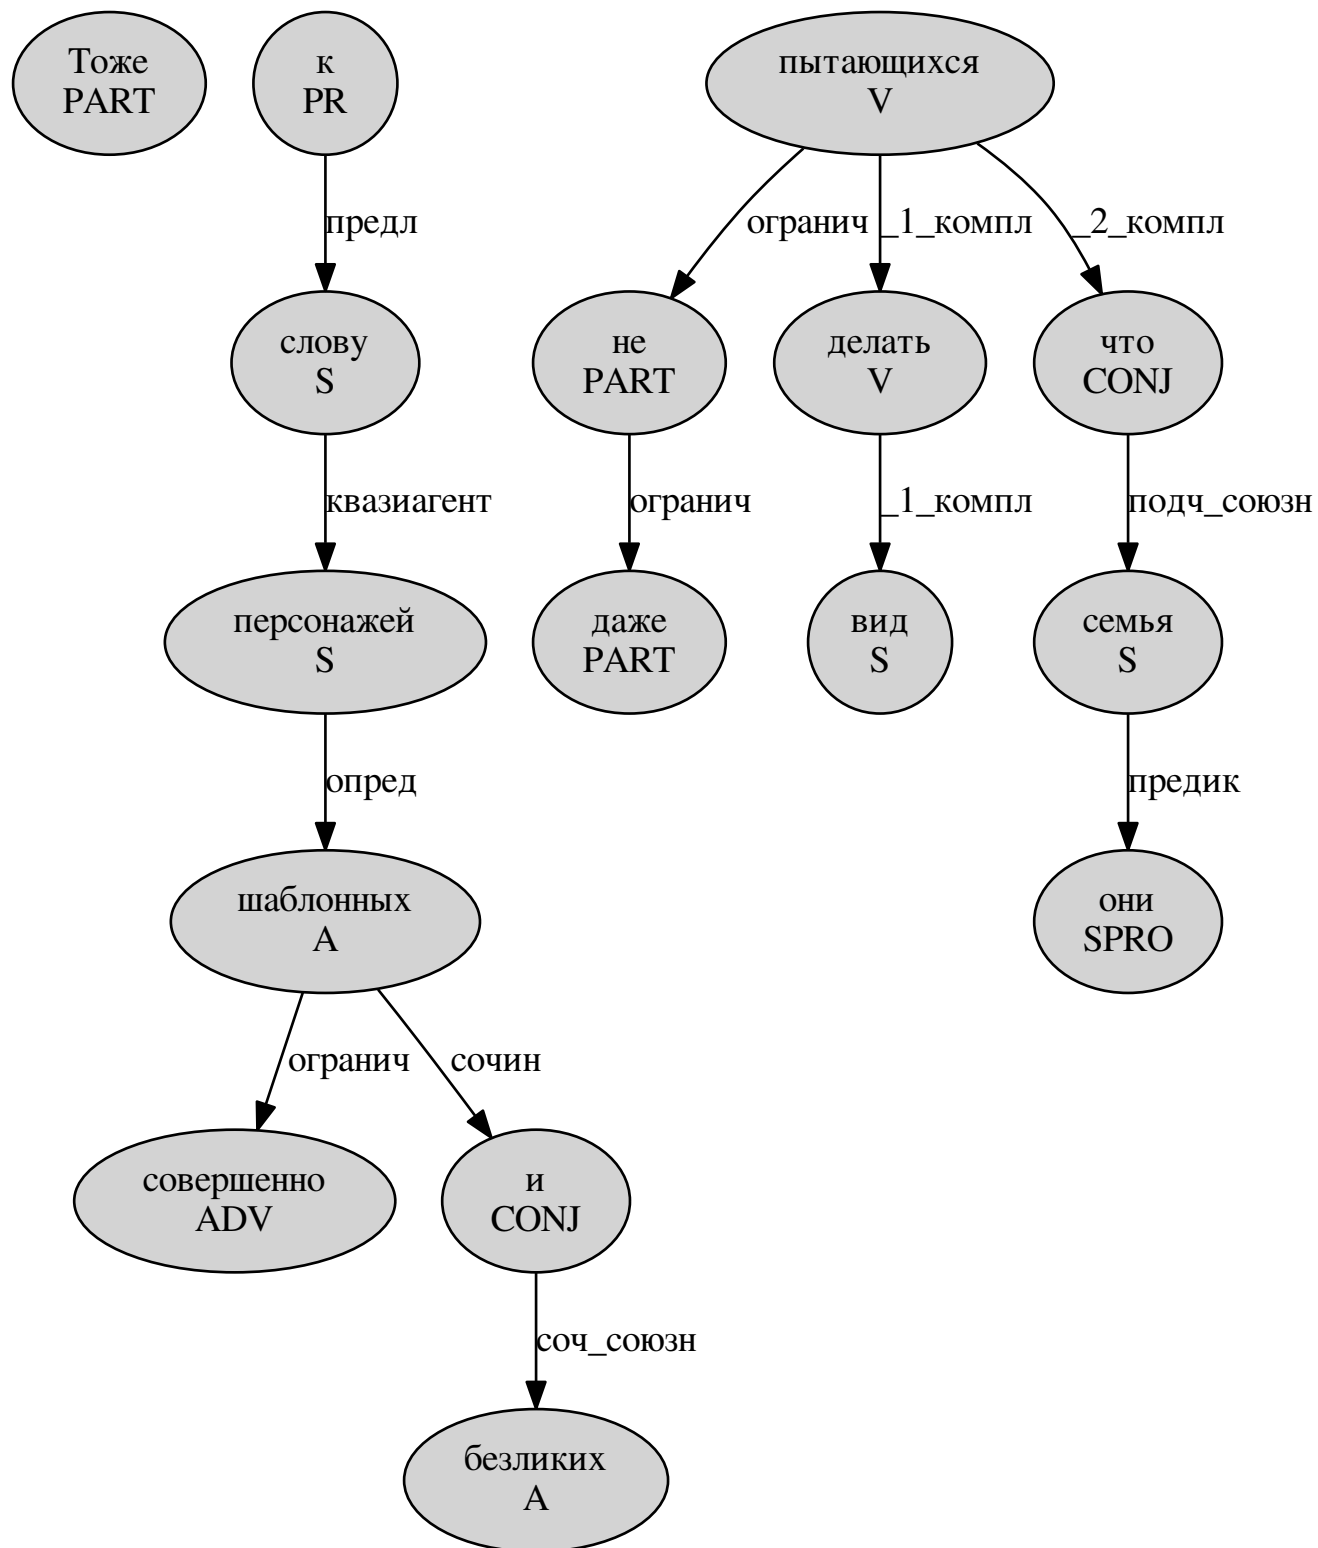 Тоже
PART
к
PR
пытающихся
V
предл
огранич
_1_компл
_2_компл
слову
S
не
PART
делать
V
что
CONJ
квазиагент
огранич
_1_компл
подч_союзн
персонажей
S
даже
PART
вид
S
семья
S
опред
предик
шаблонных
A
они
SPRO
огранич
сочин
совершенно
ADV
и
CONJ
соч_союзн
безликих
A